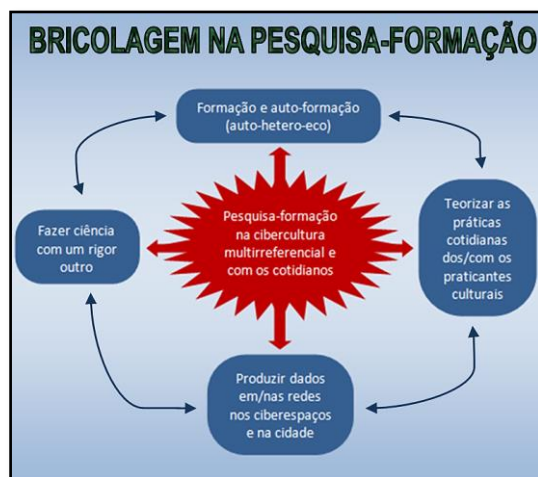 BRICOLAGEM NA PESQUISA-FORMAÇÃO
Formação e auto-formação
(auto-hetero-eco)
Fazer ciência
com um rigor
outro
Pesquisa-formação
na cibercultura
multirreferencial e
com os cotidianos
Teorizar as
práticas
cotidianas
dos/com os
praticantes
culturais
Produzir dados
em/nas redes
nos ciberespaços
e na cidade